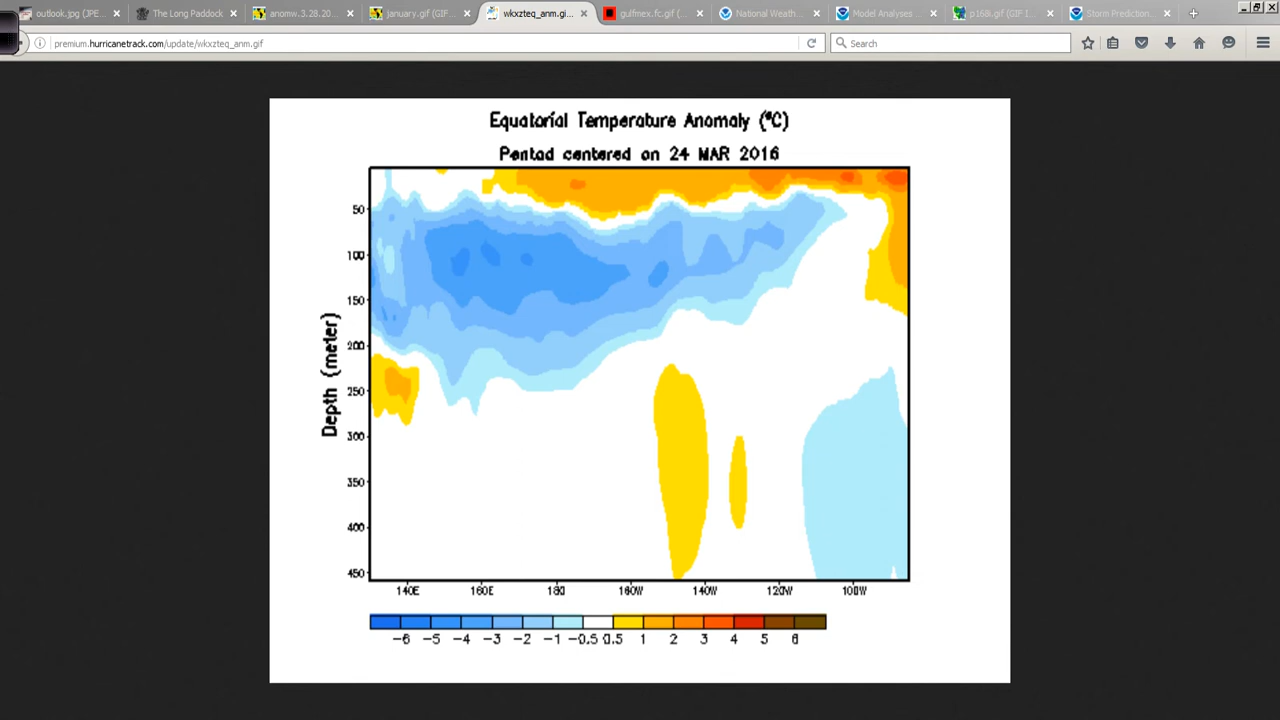 outlook.jpg (JPE...
The Long Paddock
anomw.3.28.20...
january.gif (GIF...
wkxzteq_anm.gi...
gulfmex.fc.gif (...
National Weath...
Model Analyses ...
p168i.gif (GIF I...
Storm Prediction...
premium.hurricanetrack.com/update/wkxzteq_anm.gif
Search
Equatorial Temperature Anomaly (°C)
Pentad centered on 24 MAR 2016
Depth (meter)
50
100
150
200
250
300
350
400
450
140E 160E 180 160W 140W 120W 100W
-6 -5 -4 -3 -2 -1 -0.5 0.5 1 2 3 4 5 6